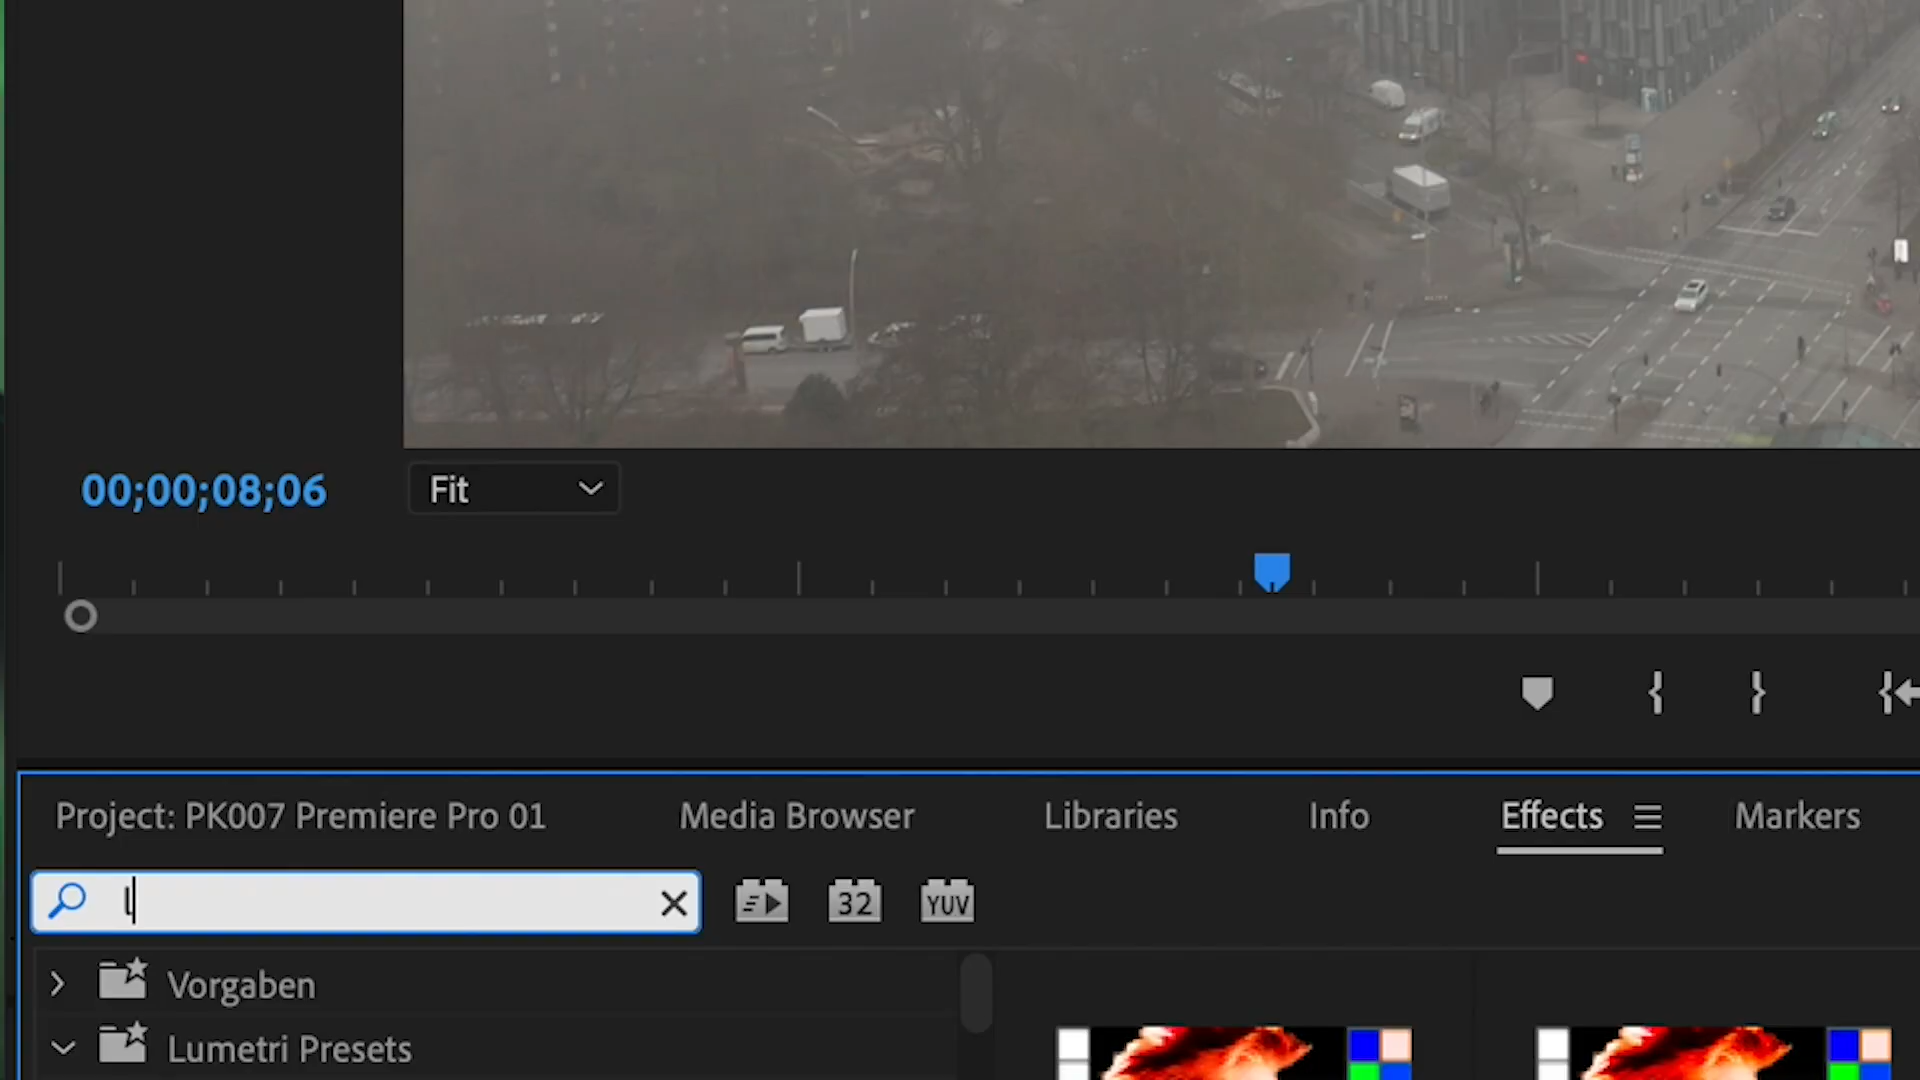 00;00;08;06
Fit
Project: PK007 Premiere Pro 01
Media Browser
Libraries
Info
Effects
Markers
l
32
YUV
Vorgaben
Lumetri Presets